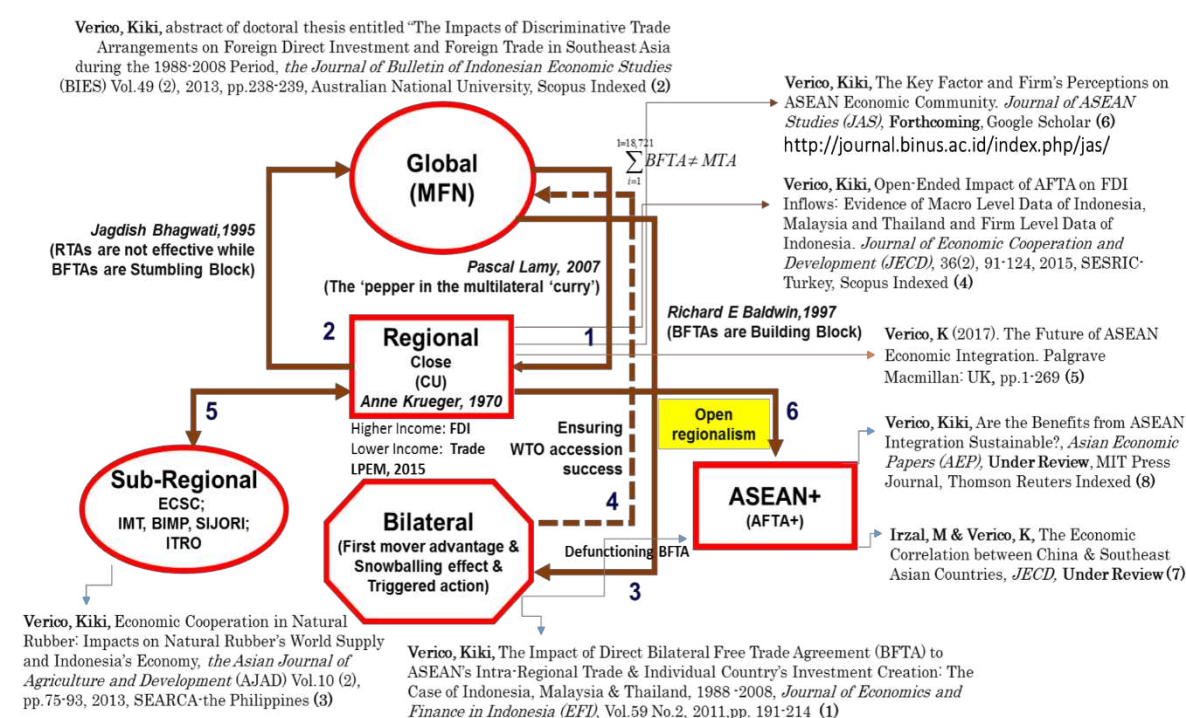 Verico, Kiki, abstract of doctoral thesis entitled “The Impacts of Discriminative Trade
Arrangements on Foreign Direct Investment and Foreign Trade in Southeast Asia
during the 1988-2008 Period, the Journal of Bulletin of Indonesian Economic Studies
(BIES) Vol.49 (2), 2013, pp.238-239, Australian National University, Scopus Indexed (2)
Verico, Kiki, The Key Factor and Firm’s Perceptions on
ASEAN Economic Community. Journal of ASEAN
Studies (JAS), Forthcoming, Google Scholar (6)
http://journal.binus.ac.id/index.php/jas/
Global
(MFN)
1=18,721
∑BFTA ≠ MTA
i=1
Verico, Kiki, Open-Ended Impact of AFTA on FDI
Inflows: Evidence of Macro Level Data of Indonesia,
Malaysia and Thailand and Firm Level Data of
Indonesia. Journal of Economic Cooperation and
Development (JECD), 36(2), 91-124, 2015, SESRIC-
Turkey, Scopus Indexed (4)
Jagdish Bhagwati,1995
(RTAs are not effective while
BFTAs are Stumbling Block)
Pascal Lamy, 2007
(The ‘pepper in the multilateral ‘curry’)
Richard E Baldwin,1997
(BFTAs are Building Block)
2
Regional
Close
(CU)
Anne Krueger, 1970
1
Verico, K (2017). The Future of ASEAN
Economic Integration. Palgrave
Macmillan: UK, pp.1-269 (5)
5
Higher Income: FDI
Lower Income: Trade
LPEM, 2015
Ensuring
WTO accession
success
4
Open
regionalism
6
Verico, Kiki, Are the Benefits from ASEAN
Integration Sustainable?, Asian Economic
Papers (AEP), Under Review, MIT Press
Journal, Thomson Reuters Indexed (8)
Sub-Regional
ECSC;
IMT, BIMP, SIJORI;
ITRO
Bilateral
(First mover advantage &
Snowballing effect &
Triggered action)
ASEAN+
(AFTA+)
Defunctioning BFTA
3
Irzal, M & Verico, K, The Economic
Correlation between China & Southeast
Asian Countries, JECD, Under Review (7)
Verico, Kiki, Economic Cooperation in Natural
Rubber: Impacts on Natural Rubber’s World Supply
and Indonesia’s Economy, the Asian Journal of
Agriculture and Development (AJAD) Vol.10 (2),
pp.75-93, 2013, SEARCA-the Philippines (3)
Verico, Kiki, The Impact of Direct Bilateral Free Trade Agreement (BFTA) to
ASEAN’s Intra-Regional Trade & Individual Country’s Investment Creation: The
Case of Indonesia, Malaysia & Thailand, 1988 -2008, Journal of Economics and
Finance in Indonesia (EFI), Vol.59 No.2, 2011,pp. 191-214 (1)